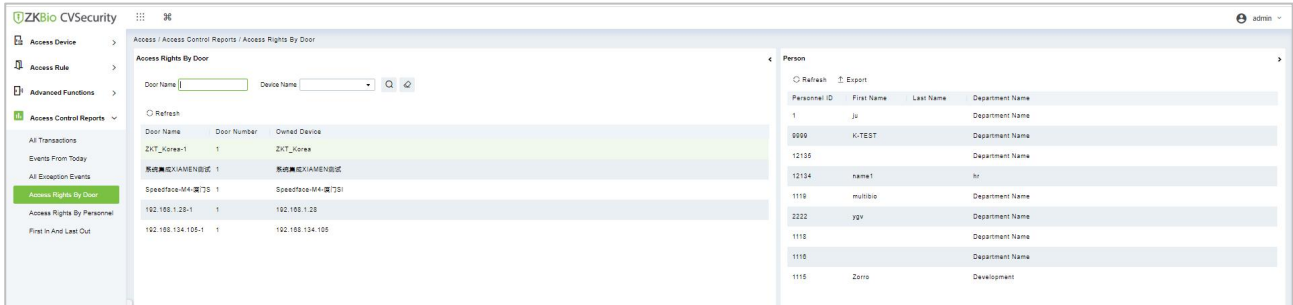 ZKBio CVSecurity
admin
Access Device
Access Rule
Advanced Functions
Access Control Reports
All Transactions
Events From Today
All Exception Events
Access Rights By Door
Access Rights By Personnel
First In And Last Out
Access / Access Control Reports / Access Rights By Door
Access Rights By Door
Door Name Device Name
Refresh
Door Name Door Number Owned Device
ZKT_Korea-1 1 ZKT_Korea
系统集成XIAMEN测试 1 系统集成XIAMEN测试
Speedface-M4-厦门S 1 Speedface-M4-厦门SI
192.168.1.28-1 1 192.168.1.28
192.168.134.105-1 1 192.168.134.105
Person
Refresh Export
Personnel ID First Name Last Name Department Name
1 ju Department Name
9999 K-TEST Department Name
12135 Department Name
12134 name1 hr
1119 multibio Department Name
2222 ygv Department Name
1118 Department Name
1116 Department Name
1115 Zorro Development